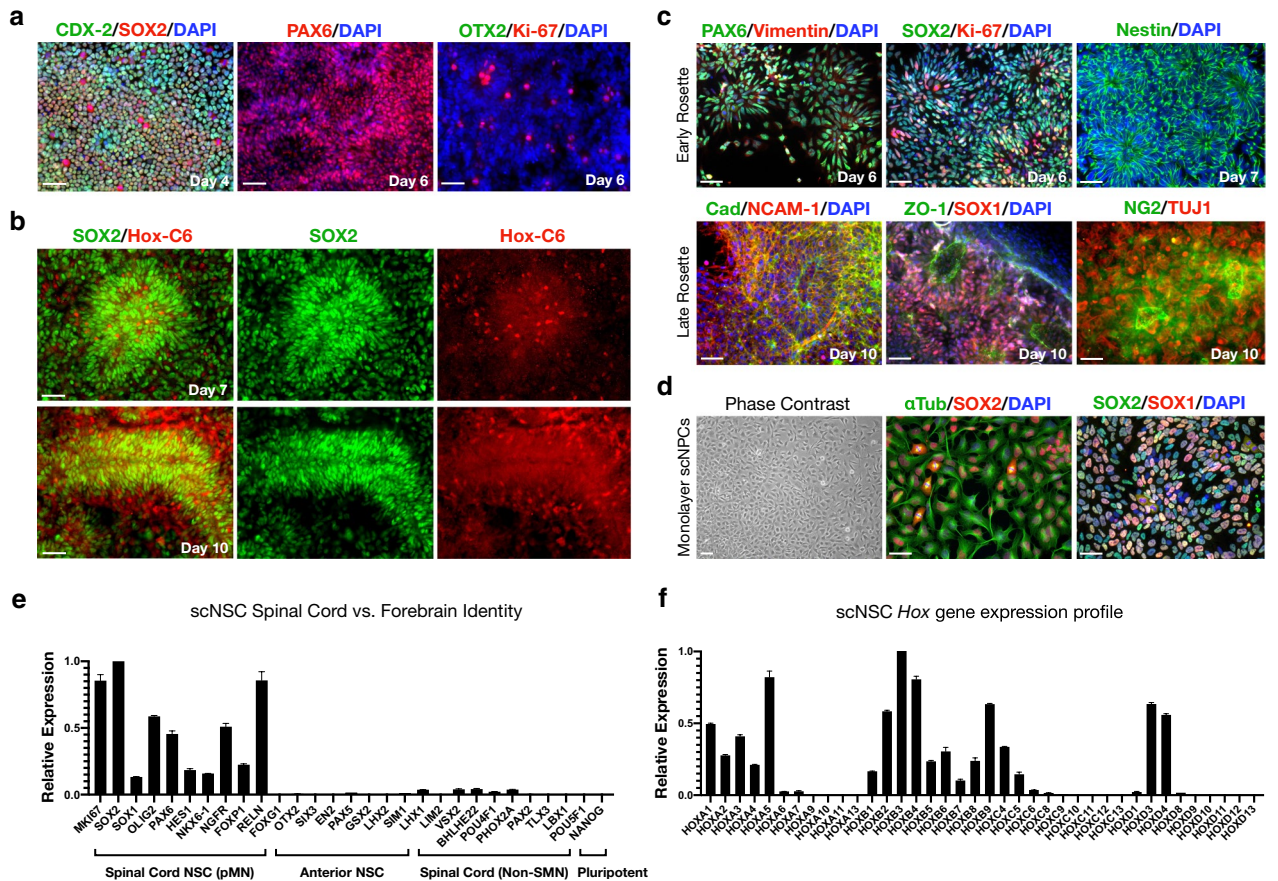 a
CDX-2/SOX2/DAPI
PAX6/DAPI
OTX2/Ki-67/DAPI
Day 4
Day 6
Day 6
b
SOX2/Hox-C6
SOX2
Hox-C6
Day 7
Day 10
c
PAX6/Vimentin/DAPI
SOX2/Ki-67/DAPI
Nestin/DAPI
Early Rosette
Day 6
Day 6
Day 7
Cad/NCAM-1/DAPI
ZO-1/SOX1/DAPI
NG2/TUJ1
Late Rosette
Day 10
Day 10
Day 10
d
Phase Contrast
αTub/SOX2/DAPI
SOX2/SOX1/DAPI
Monolayer scNPCs
e
scNSC Spinal Cord vs. Forebrain Identity
Relative Expression
1.0
0.5
0.0
MKI67
SOX2
SOX1
OLIG2
PAX6
HES1
NKX6-1
NGFR
FOXP1
RELN
FOXG1
OTX2
SIX3
EN2
PAX5
GSX2
LHX2
SIM1
LHX1
LIM2
VSX2
BHLHE22
POU4F1
PHOX2A
PAX2
TLX3
LBX1
POU5F1
NANOG
Spinal Cord NSC (pMN)
Anterior NSC
Spinal Cord (Non-SMN)
Pluripotent
f
scNSC Hox gene expression profile
Relative Expression
1.0
0.5
0.0
HOXA1
HOXA2
HOXA3
HOXA4
HOXA5
HOXA6
HOXA7
HOXA9
HOXA10
HOXA11
HOXA13
HOXB1
HOXB2
HOXB3
HOXB4
HOXB5
HOXB6
HOXB7
HOXB8
HOXB9
HOXC4
HOXC5
HOXC6
HOXC8
HOXC9
HOXC10
HOXC11
HOXC12
HOXC13
HOXD1
HOXD3
HOXD4
HOXD8
HOXD9
HOXD10
HOXD11
HOXD12
HOXD13